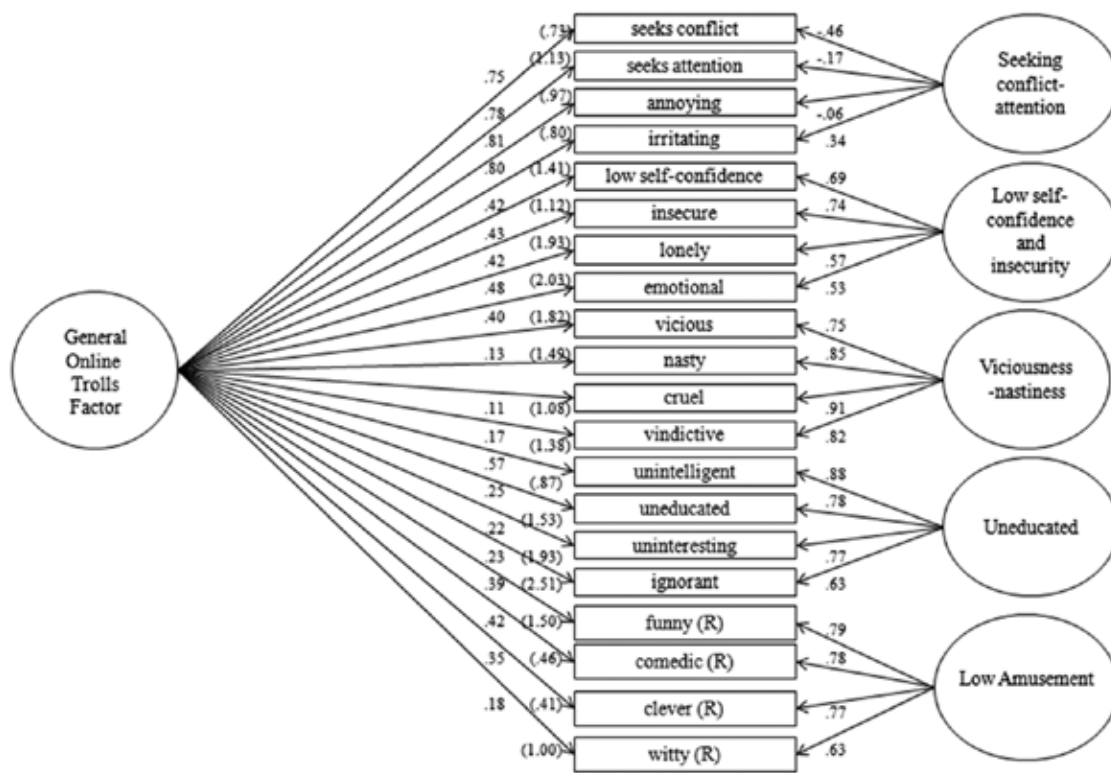 General
Online
Trolls
Factor
.75
.78
.81
.80
.42
.43
.42
.48
.40
.13
.11
.17
.57
.25
.22
.23
.39
.42
.35
.18
(.73)
(1.13)
(.97)
(.80)
(1.41)
(1.12)
(1.93)
(2.03)
(1.82)
(1.49)
(1.08)
(1.38)
(.87)
(1.53)
(1.93)
(2.51)
(1.50)
(.46)
(.41)
(1.00)
seeks conflict
seeks attention
annoying
irritating
low self-confidence
insecure
lonely
emotional
vicious
nasty
cruel
vindictive
unintelligent
uneducated
uninteresting
ignorant
funny (R)
comedic (R)
clever (R)
witty (R)
-.46
-.17
-.06
.34
.69
.74
.57
.53
.75
.85
.91
.82
.88
.78
.77
.63
.79
.78
.77
.63
Seeking
conflict-
attention
Low self-
confidence
and
insecurity
Viciousness
-nastiness
Uneducated
Low Amusement